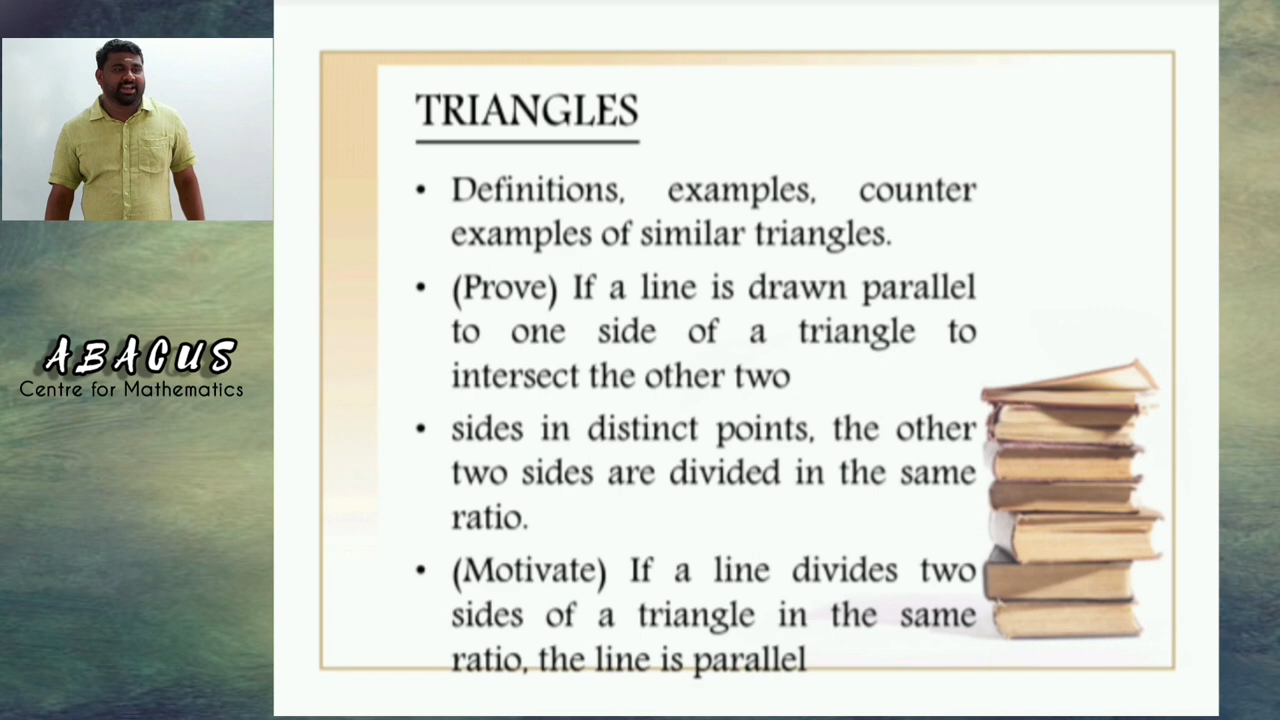 ABACUS
Centre for Mathematics
TRIANGLES
• Definitions, examples, counter
examples of similar triangles.
• (Prove) If a line is drawn parallel
to one side of a triangle to
intersect the other two
• sides in distinct points, the other
two sides are divided in the same
ratio.
• (Motivate) If a line divides two
sides of a triangle in the same
ratio, the line is parallel